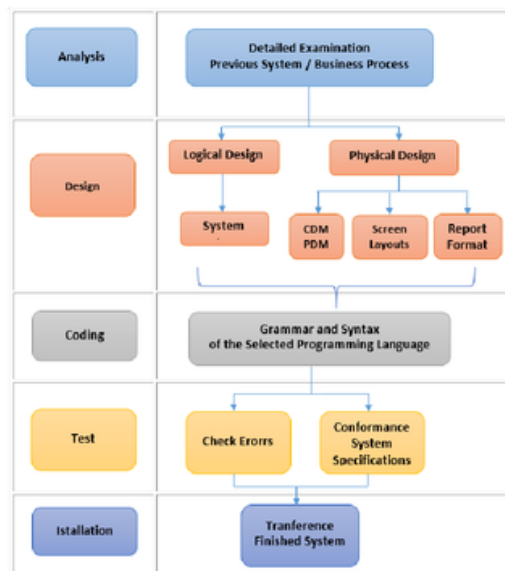 Analysis
Detailed Examination
Previous System / Business Process
Design
Logical Design
Physical Design
System
CDM
PDM
Screen
Layouts
Report
Format
Coding
Grammar and Syntax
of the Selected Programming Language
Test
Check Erorrs
Conformance
System
Specifications
Istallation
Tranference
Finished System